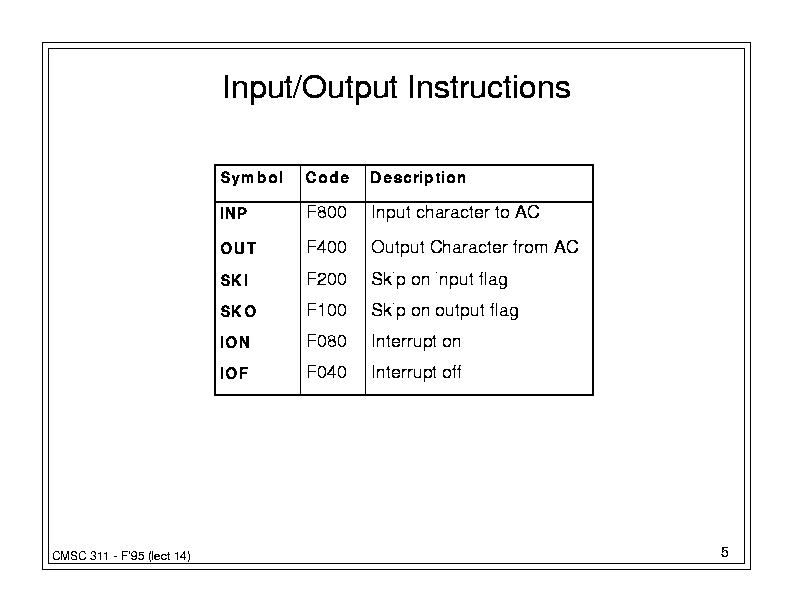 Input/Output Instructions
Symbol Code Description
INP F800 Input character to AC
OUT F400 Output Character from AC
SKI F200 Skip on input flag
SKO F100 Skip on output flag
ION F080 Interrupt on
IOF F040 Interrupt off
CMSC 311 - F'95 (lect 14)
5